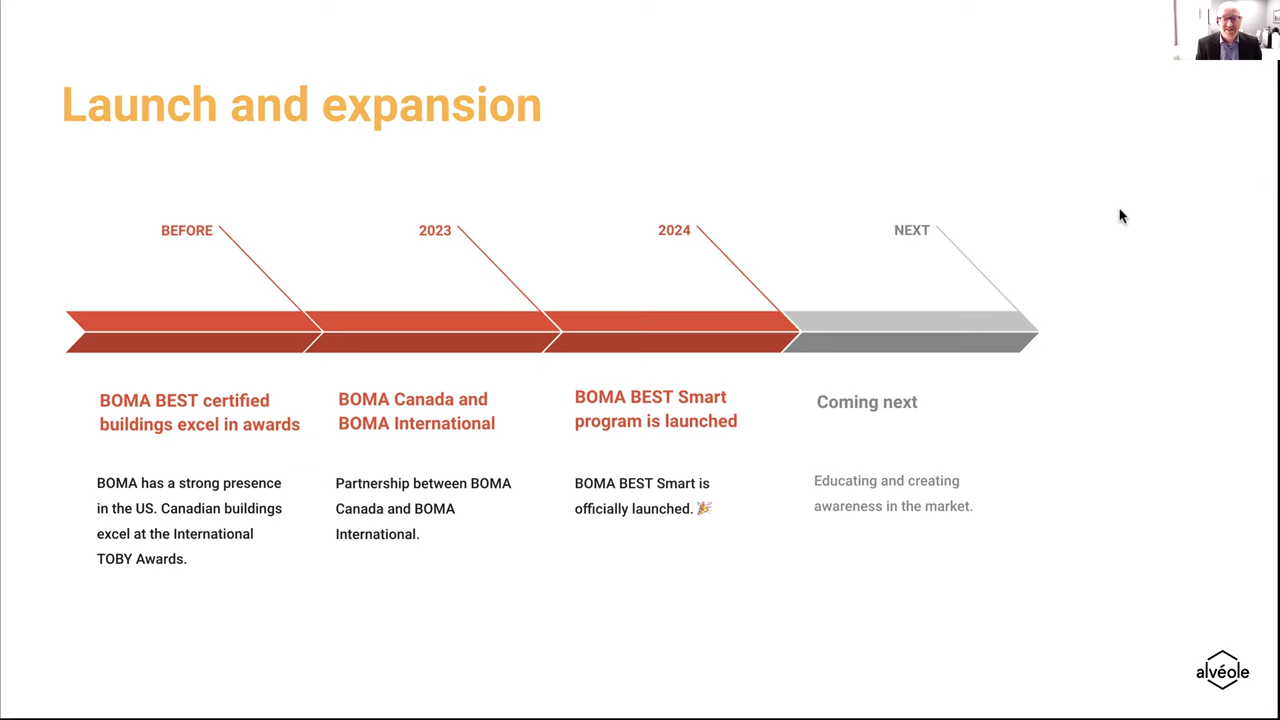 Launch and expansion
BEFORE
2023
2024
NEXT
BOMA BEST certified
buildings excel in awards
BOMA Canada and
BOMA International
BOMA BEST Smart
program is launched
Coming next
BOMA has a strong presence
in the US. Canadian buildings
excel at the International
TOBY Awards.
Partnership between BOMA
Canada and BOMA
International.
BOMA BEST Smart is
officially launched. 🎉
Educating and creating
awareness in the market.
alvéole